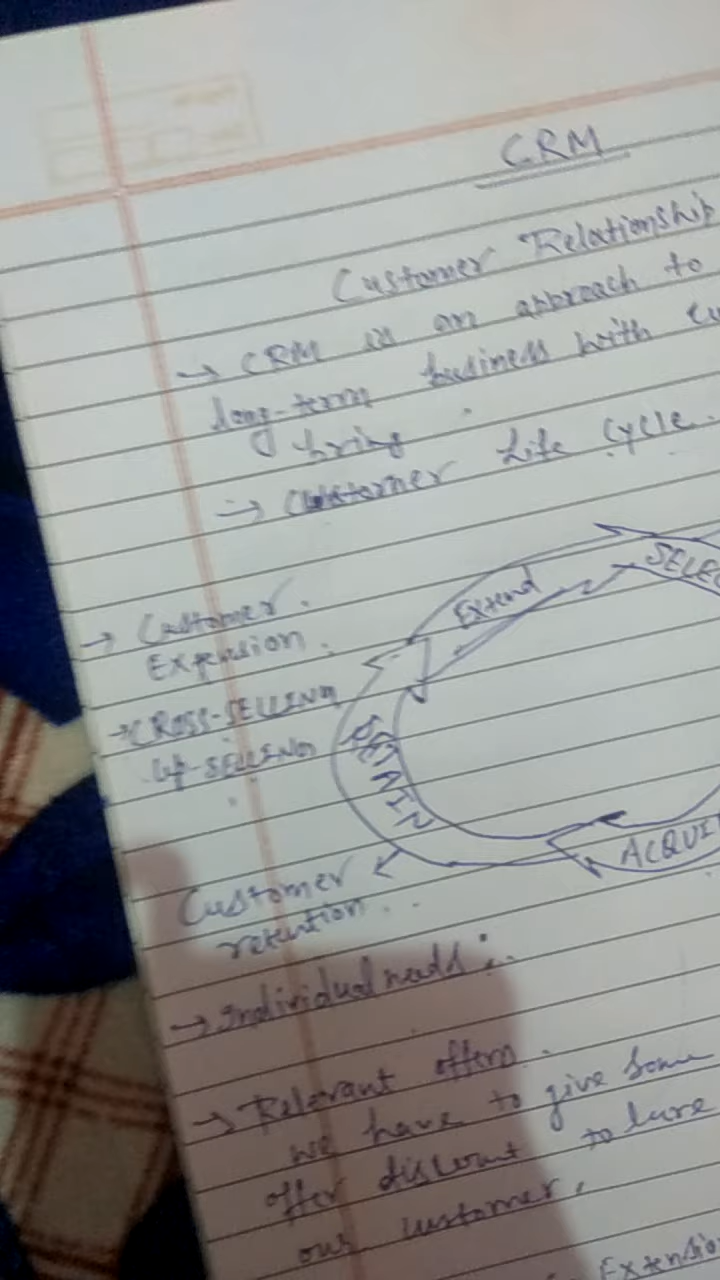 CRM
Customer Relationship
→ CRM is an approach to
long-term business with cu
bring
→ Customer Life Cycle.
SELEC
Extend
→ Customer.
Expension.
→ CROSS-SELLING
Up-SELLING
RETAIN
ACQUI
Customer
retention..
→ Individual needs:
→ Relevant offers.
we have to give some
offer discount to lure
our customer.
Extensio